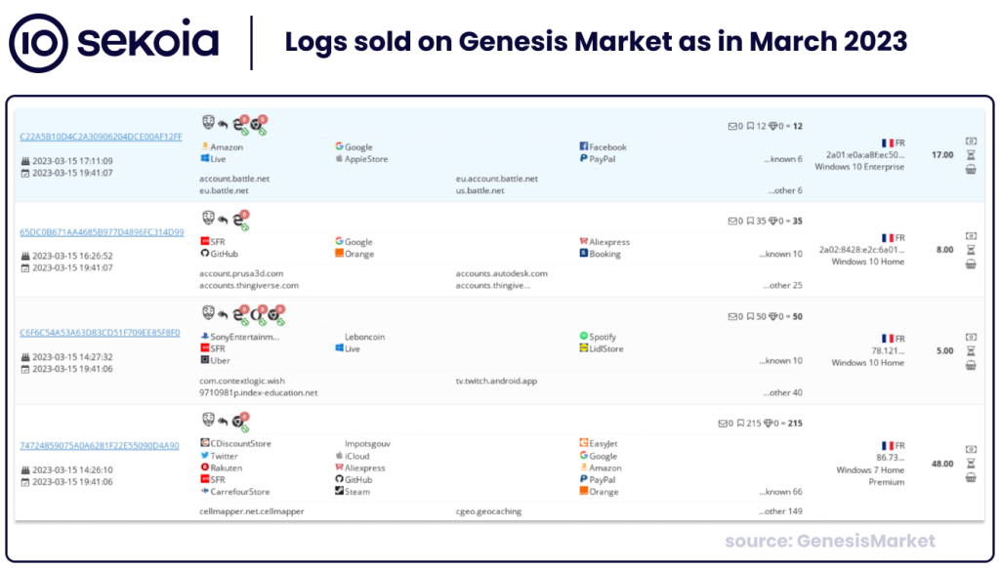 sekoia
Logs sold on Genesis Market as in March 2023
C22A5B10D4C2A30906204DCE00AF12FF
2023-03-15 17:11:09
2023-03-15 19:41:07
Amazon Google Facebook
Live AppleStore PayPal
...known 6
account.battle.net eu.account.battle.net
eu.battle.net us.battle.net
...other 6
0 12 0 = 12
FR
2a01:e0a:a8f:ec50...
Windows 10 Enterprise
17.00
65DC0B671AA4685B977D4896FC314D99
2023-03-15 16:26:52
2023-03-15 19:41:07
SFR Google Aliexpress
GitHub Orange Booking
...known 10
account.prusa3d.com accounts.autodesk.com
accounts.thingiverse.com accounts.thingive...
...other 25
0 35 0 = 35
FR
2a02:8428:e2c:6a01...
Windows 10 Home
8.00
C6F6C54A53A63D83CD51F709EE85F8F0
2023-03-15 14:27:32
2023-03-15 19:41:06
SonyEntertainm... Leboncoin Spotify
SFR Live LidlStore
Uber
...known 10
com.contextlogic.wish tv.twitch.android.app
9710981p.index-education.net
...other 40
0 50 0 = 50
FR
78.121...
Windows 10 Home
5.00
74724859075A0A6281F22E55090D4A90
2023-03-15 14:26:10
2023-03-15 19:41:06
CDiscountStore Impotsgouv EasyJet
Twitter iCloud Google
Rakuten Aliexpress Amazon
SFR GitHub PayPal
CarrefourStore Steam Orange
...known 66
cellmapper.net.cellmapper cgeo.geocaching
...other 149
0 215 0 = 215
FR
86.73...
Windows 7 Home
Premium
48.00
source: GenesisMarket